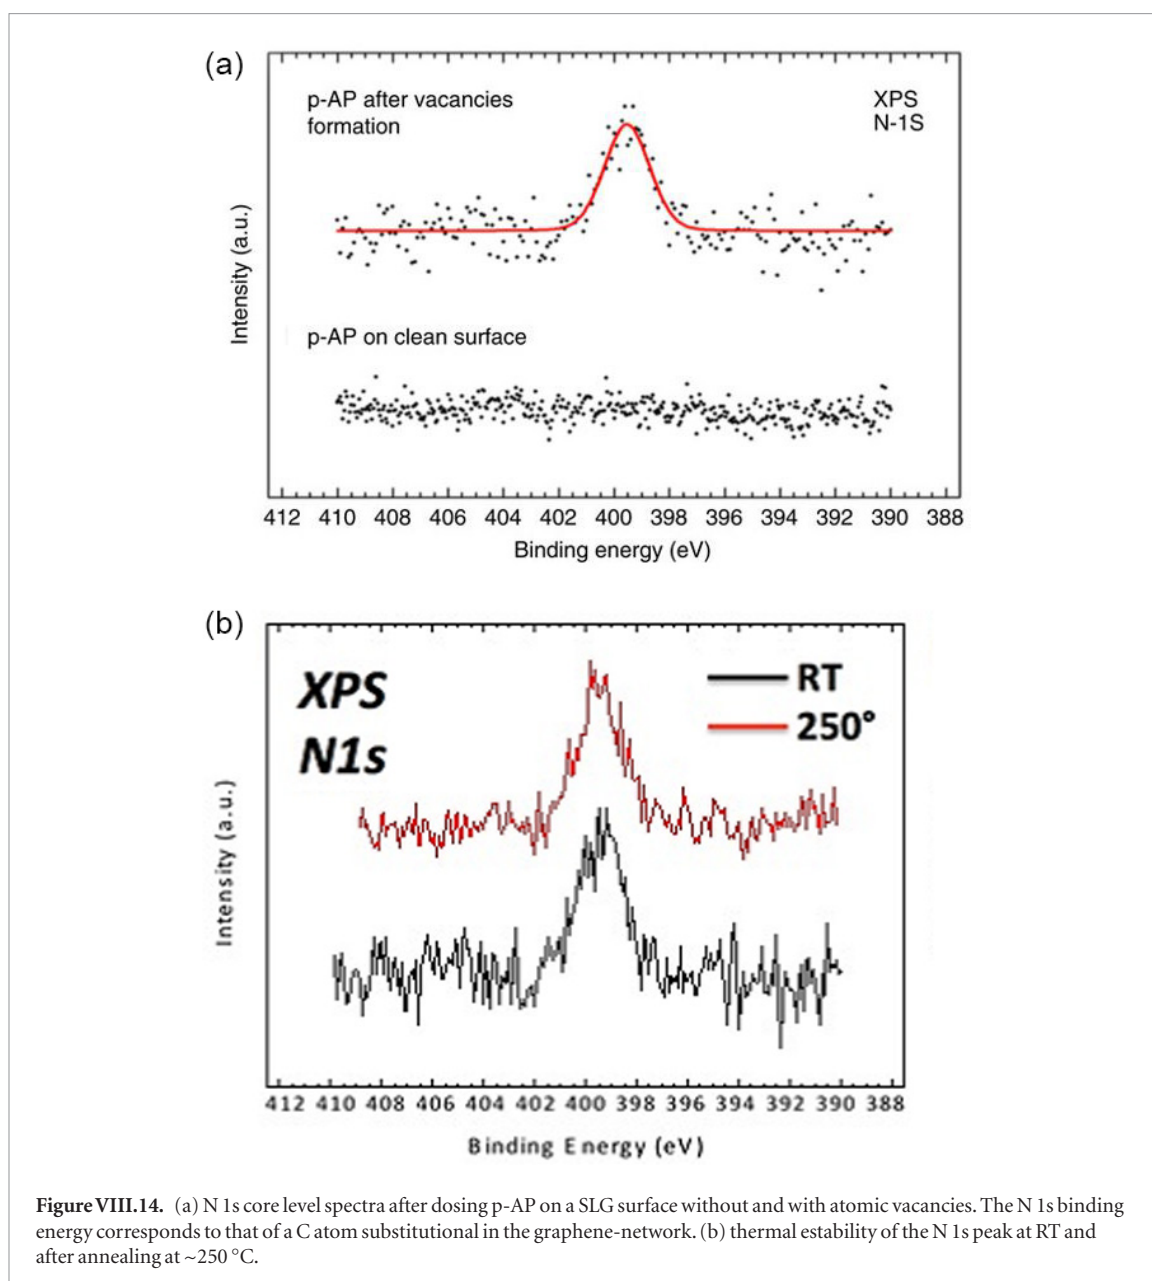 (a)
p-AP after vacancies
formation
XPS
N-1S
p-AP on clean surface
Intensity (a.u.)
412 410 408 406 404 402 400 398 396 394 392 390 388
Binding energy (eV)
(b)
XPS
N1s
RT
250°
Intensity (a.u.)
412 410 408 406 404 402 400 398 396 394 392 390 388
Binding Energy (eV)
Figure VIII.14. (a) N 1s core level spectra after dosing p-AP on a SLG surface without and with atomic vacancies. The N 1s binding
energy corresponds to that of a C atom substitutional in the graphene-network. (b) thermal estability of the N 1s peak at RT and
after annealing at ~250 °C.